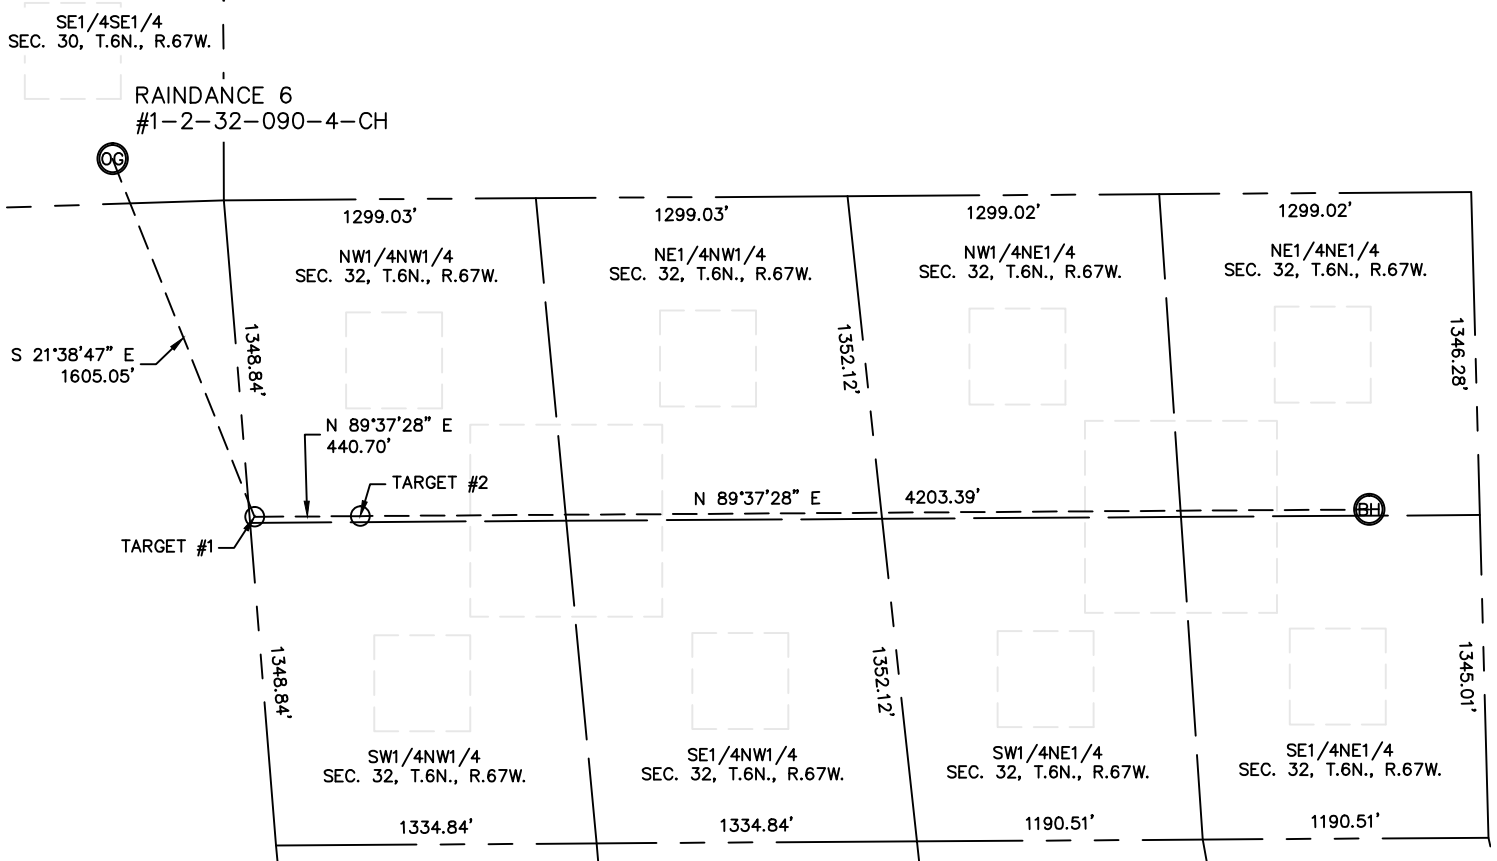 SE1/4SE1/4
SEC. 30, T.6N., R.67W.
RAINDANCE 6
#1-2-32-090-4-CH
OG
1299.03'
1299.03'
1299.02'
1299.02'
NW1/4NW1/4
SEC. 32, T.6N., R.67W.
NE1/4NW1/4
SEC. 32, T.6N., R.67W.
NW1/4NE1/4
SEC. 32, T.6N., R.67W.
NE1/4NE1/4
SEC. 32, T.6N., R.67W.
S 21°38'47" E
1605.05'
1348.84'
1352.12'
1346.28'
N 89°37'28" E
440.70'
TARGET #2
N 89°37'28" E
4203.39'
BH
TARGET #1
1348.84'
1352.12'
1345.01'
SW1/4NW1/4
SEC. 32, T.6N., R.67W.
SE1/4NW1/4
SEC. 32, T.6N., R.67W.
SW1/4NE1/4
SEC. 32, T.6N., R.67W.
SE1/4NE1/4
SEC. 32, T.6N., R.67W.
1334.84'
1334.84'
1190.51'
1190.51'